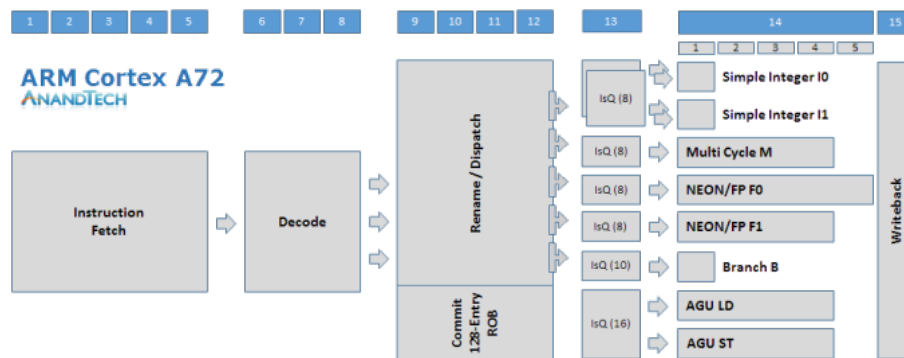 1 2 3 4 5 6 7 8 9 10 11 12 13 14 15
1 2 3 4 5
ARM Cortex A72
ANANDTECH
Instruction
Fetch
Decode
Rename / Dispatch
Commit
128-Entry
ROB
IsQ (8)
IsQ (8)
IsQ (8)
IsQ (8)
IsQ (10)
IsQ (16)
Simple Integer I0
Simple Integer I1
Multi Cycle M
NEON/FP F0
NEON/FP F1
Branch B
AGU LD
AGU ST
Writeback